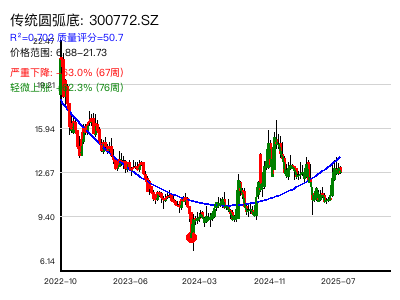 传统圆弧底: 300772.SZ
R²=0.703 质量评分=50.7
价格范围: 6.88-21.73
严重下降: -63.0% (67周)
轻微上涨: 2.3% (76周)
15.94
12.67
9.40
6.14
2022-10
2023-06
2024-03
2024-11
2025-07